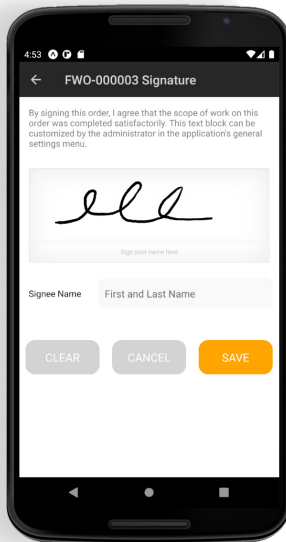 4:53
FWO-000003 Signature
By signing this order, I agree that the scope of work on this
order was completed satisfactorily. This text block can be
customized by the administrator in the application's general
settings menu.
Sign your name here
Signee Name First and Last Name
CLEAR CANCEL SAVE